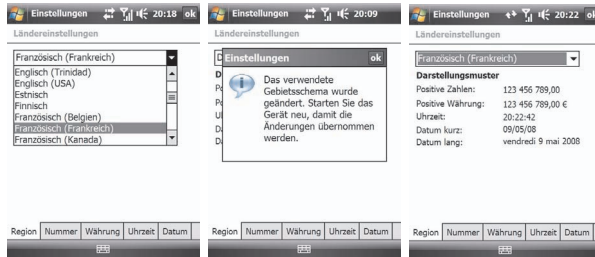 Einstellungen 20:18 ok
Ländereinstellungen
Französisch (Frankreich)
Englisch (Trinidad)
Englisch (USA)
Estnisch
Finnisch
Französisch (Belgien)
Französisch (Frankreich)
Französisch (Kanada)
Region Nummer Währung Uhrzeit Datum
Einstellungen 20:09
Ländereinstellungen
Einstellungen ok
Das verwendete
Gebietsschema wurde
geändert. Starten Sie das
Gerät neu, damit die
Änderungen übernommen
werden.
Region Nummer Währung Uhrzeit Datum
Einstellungen 20:22 ok
Ländereinstellungen
Französisch (Frankreich)
Darstellungsmuster
Positive Zahlen: 123 456 789,00
Positive Währung: 123 456 789,00 €
Uhrzeit: 20:22:42
Datum kurz: 09/05/08
Datum lang: vendredi 9 mai 2008
Region Nummer Währung Uhrzeit Datum